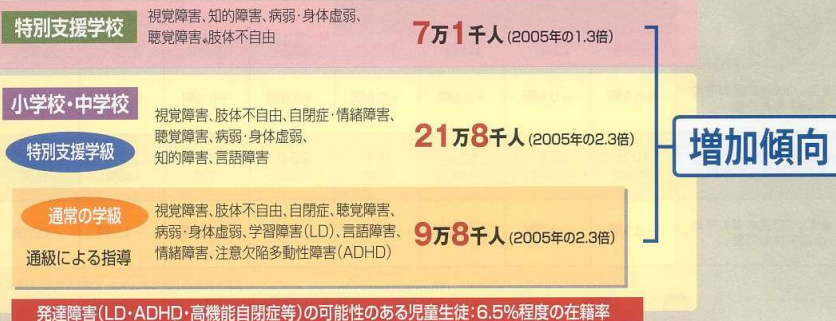 特別支援学校
視覚障害、知的障害、病弱・身体虚弱、
聴覚障害、肢体不自由
7万1千人(2005年の1.3倍)
小学校・中学校
特別支援学級
視覚障害、肢体不自由、自閉症・情緒障害、
聴覚障害、病弱・身体虚弱、
知的障害、言語障害
21万8千人(2005年の2.3倍)
増加傾向
通常の学級
通級による指導
視覚障害、肢体不自由、自閉症、聴覚障害、
病弱・身体虚弱、学習障害(LD)、言語障害、
情緒障害、注意欠陥多動性障害(ADHD)
9万8千人(2005年の2.3倍)
発達障害(LD・ADHD・高機能自閉症等)の可能性のある児童生徒:6.5%程度の在籍率